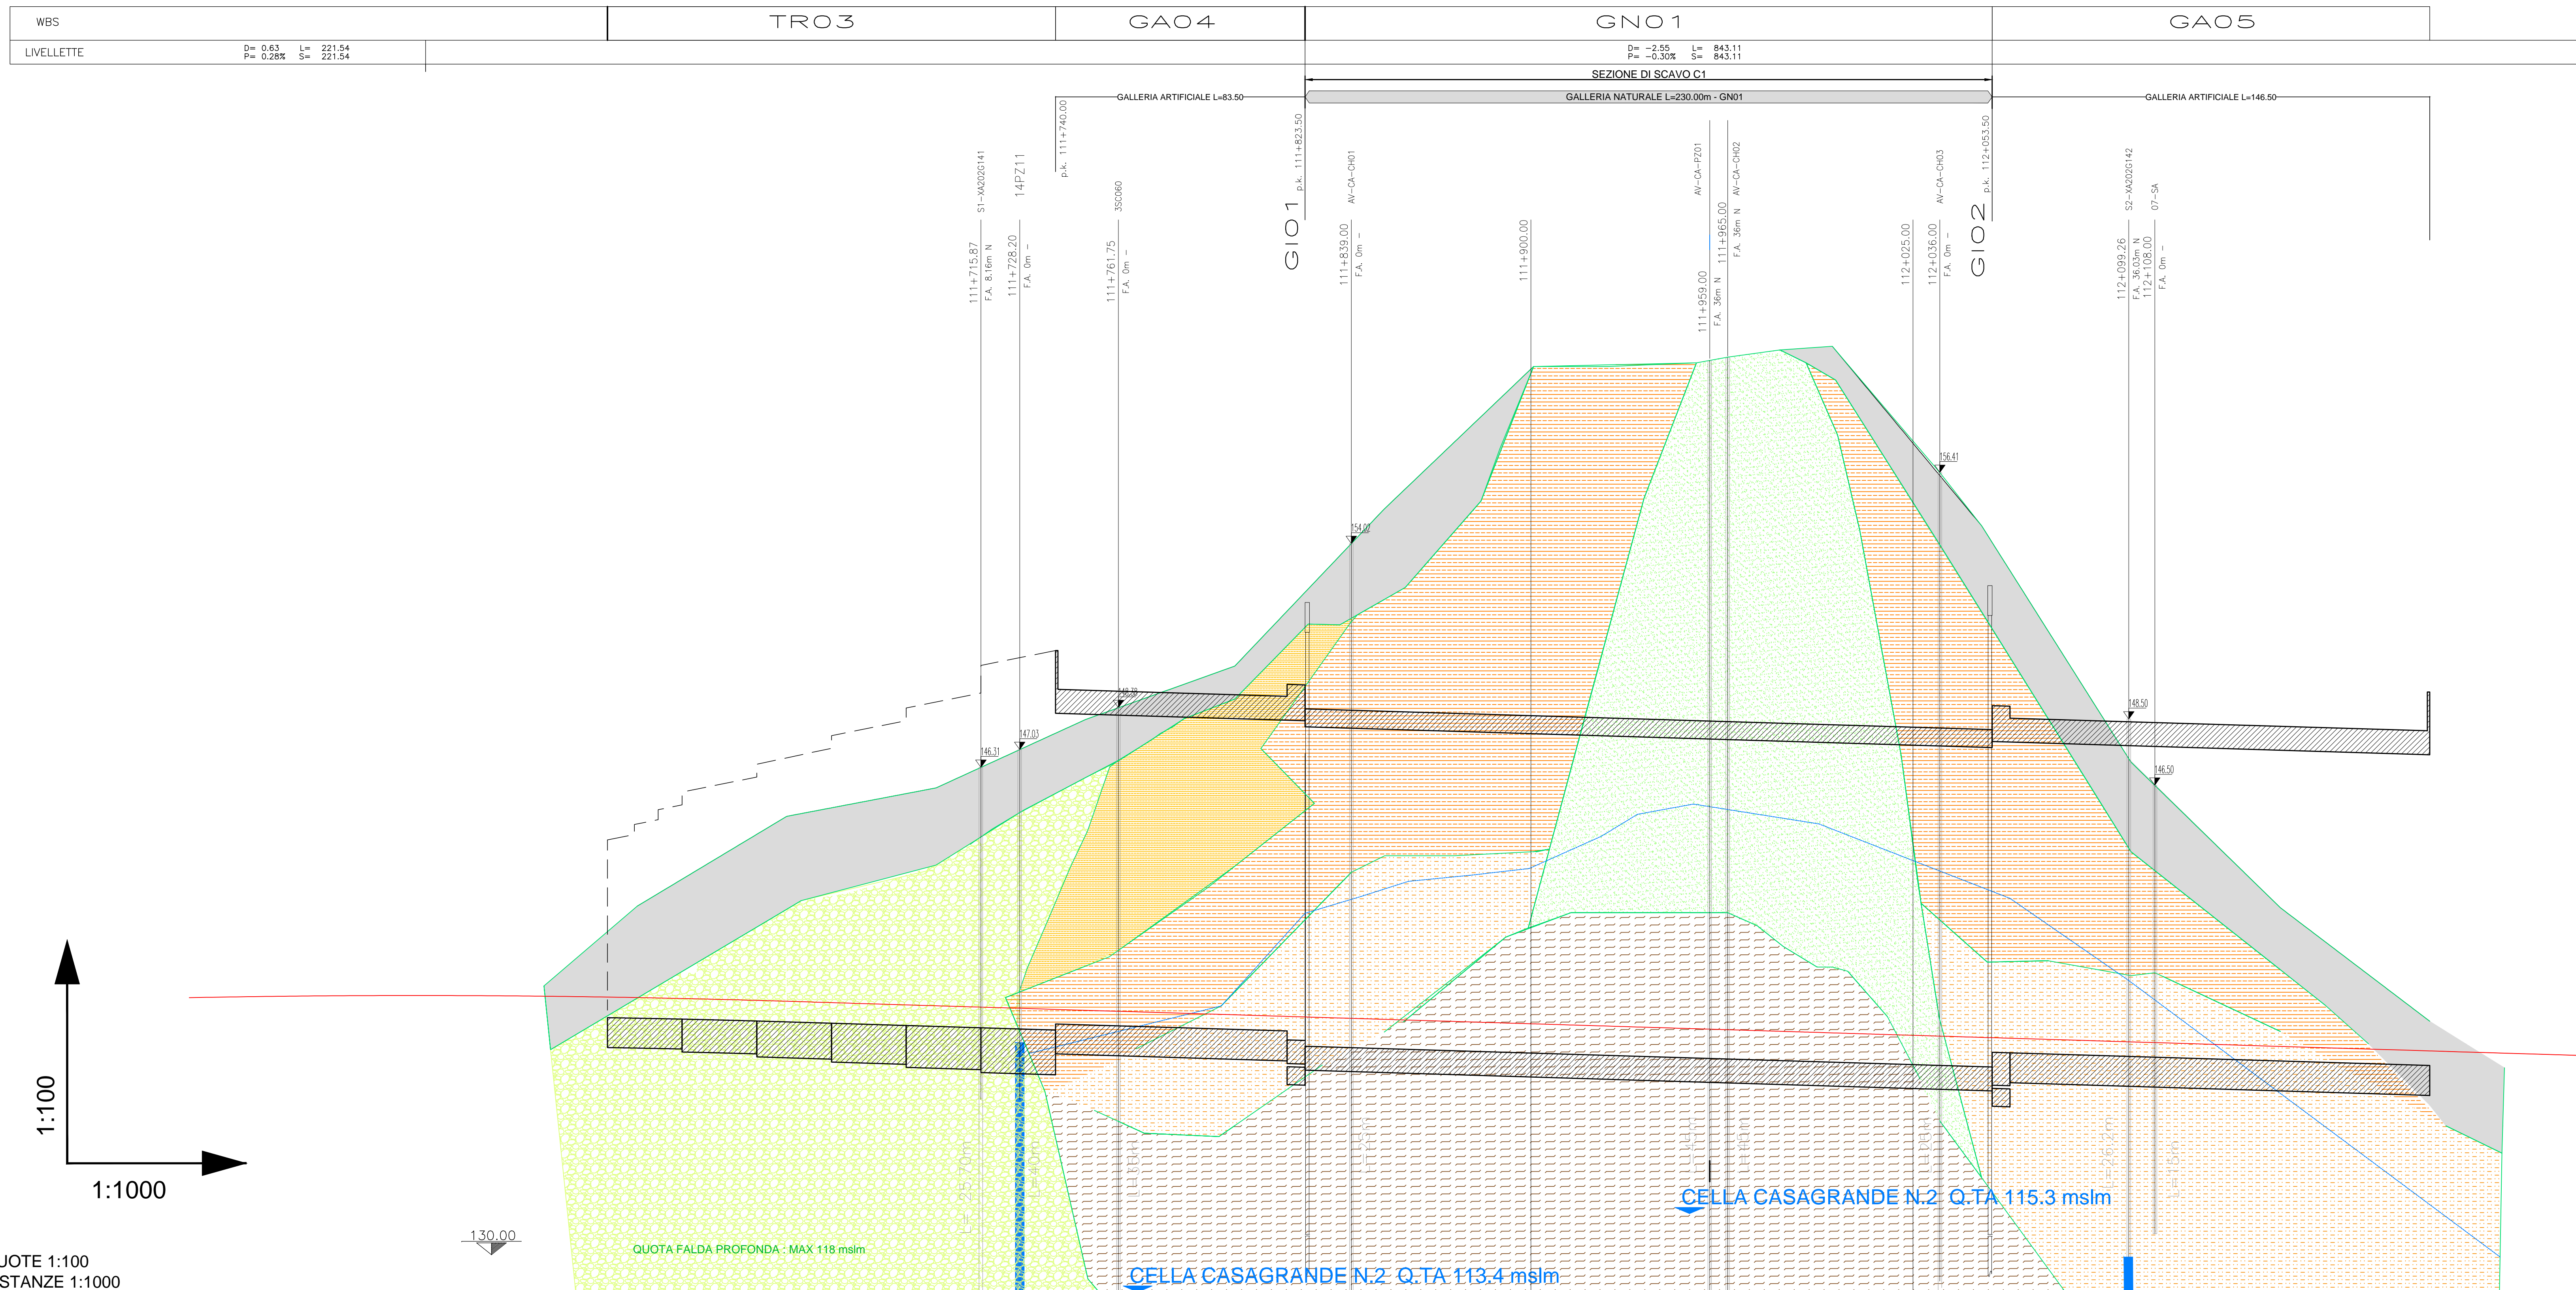 WBS
TR03
GA04
GN01
GA05
LIVELLETTE
D= 0.63 L= 221.54
P= 0.28% S= 221.54
D= -2.55 L= 843.11
P= -0.30% S= 843.11
SEZIONE DI SCAVO C1
GALLERIA ARTIFICIALE L=83.50
GALLERIA NATURALE L=230.00m - GN01
GALLERIA ARTIFICIALE L=146.50
S1-XA202G141
111+715.87
F.A. 8.16m N
14PZ11
111+728.20
F.A. 0m -
p.k. 111+740.00
3SC060
111+761.75
F.A. 0m -
GI01
p.k. 111+823.50
AV-CA-CH01
111+839.00
F.A. 0m -
111+900.00
AV-CA-PZ01
111+959.00
F.A. 36m N
AV-CA-CH02
111+965.00
F.A. 36m N
112+025.00
AV-CA-CH03
112+036.00
F.A. 0m -
GI02
p.k. 112+053.50
S2-XA202G142
112+099.26
F.A. 36.03m N
07-SA
112+108.00
F.A. 0m -
156.41
154.02
148.38
148.50
147.03
146.31
146.50
1:100
1:1000
L= 25.70m
L=40m
130.00
QUOTA FALDA PROFONDA : MAX 118 mslm
CELLA CASAGRANDE N.2 Q.TA 115.3 mslm
CELLA CASAGRANDE N.2 Q.TA 113.4 mslm
UOTE 1:100
STANZE 1:1000